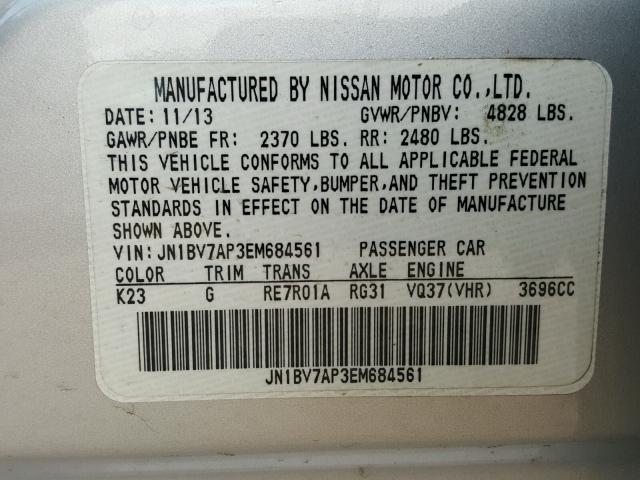 MANUFACTURED BY NISSAN MOTOR CO.,LTD.
DATE: 11/13 GVWR/PNBV: 4828 LBS.
GAWR/PNBE FR: 2370 LBS. RR: 2480 LBS.
THIS VEHICLE CONFORMS TO ALL APPLICABLE FEDERAL
MOTOR VEHICLE SAFETY,BUMPER,AND THEFT PREVENTION
STANDARDS IN EFFECT ON THE DATE OF MANUFACTURE
SHOWN ABOVE.
VIN:JN1BV7AP3EM684561 PASSENGER CAR
COLOR TRIM TRANS AXLE ENGINE
K23 G RE7R01A RG31 VQ37(VHR) 3696CC
JN1BV7AP3EM684561